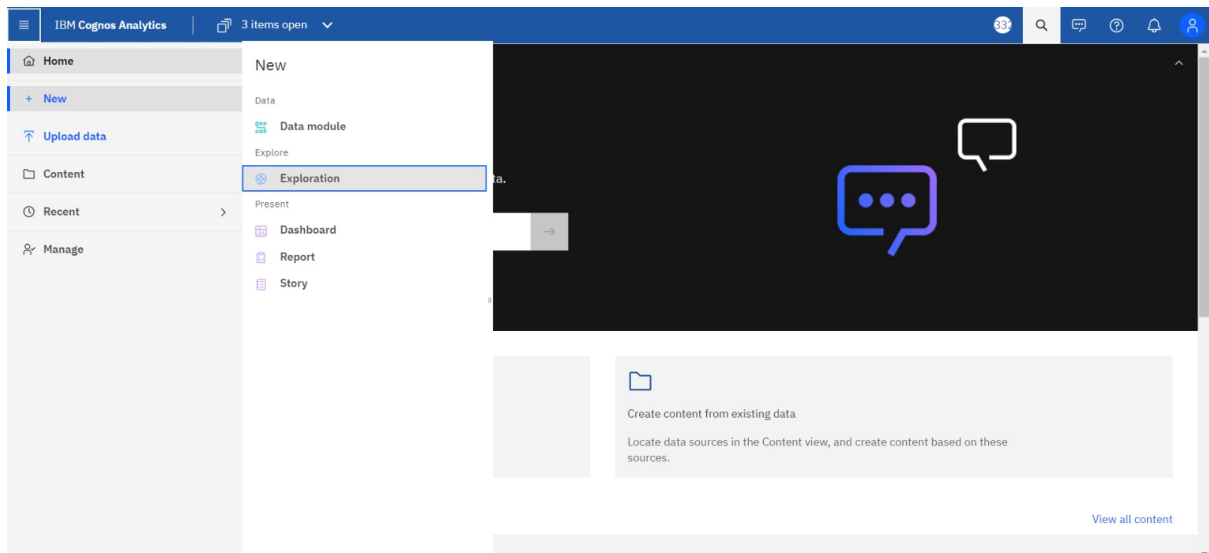 IBM Cognos Analytics
3 items open
Home
New
Upload data
Content
Recent
Manage
New
Data
Data module
Explore
Exploration
Present
Dashboard
Report
Story
ta.
Create content from existing data
Locate data sources in the Content view, and create content based on these
sources.
View all content